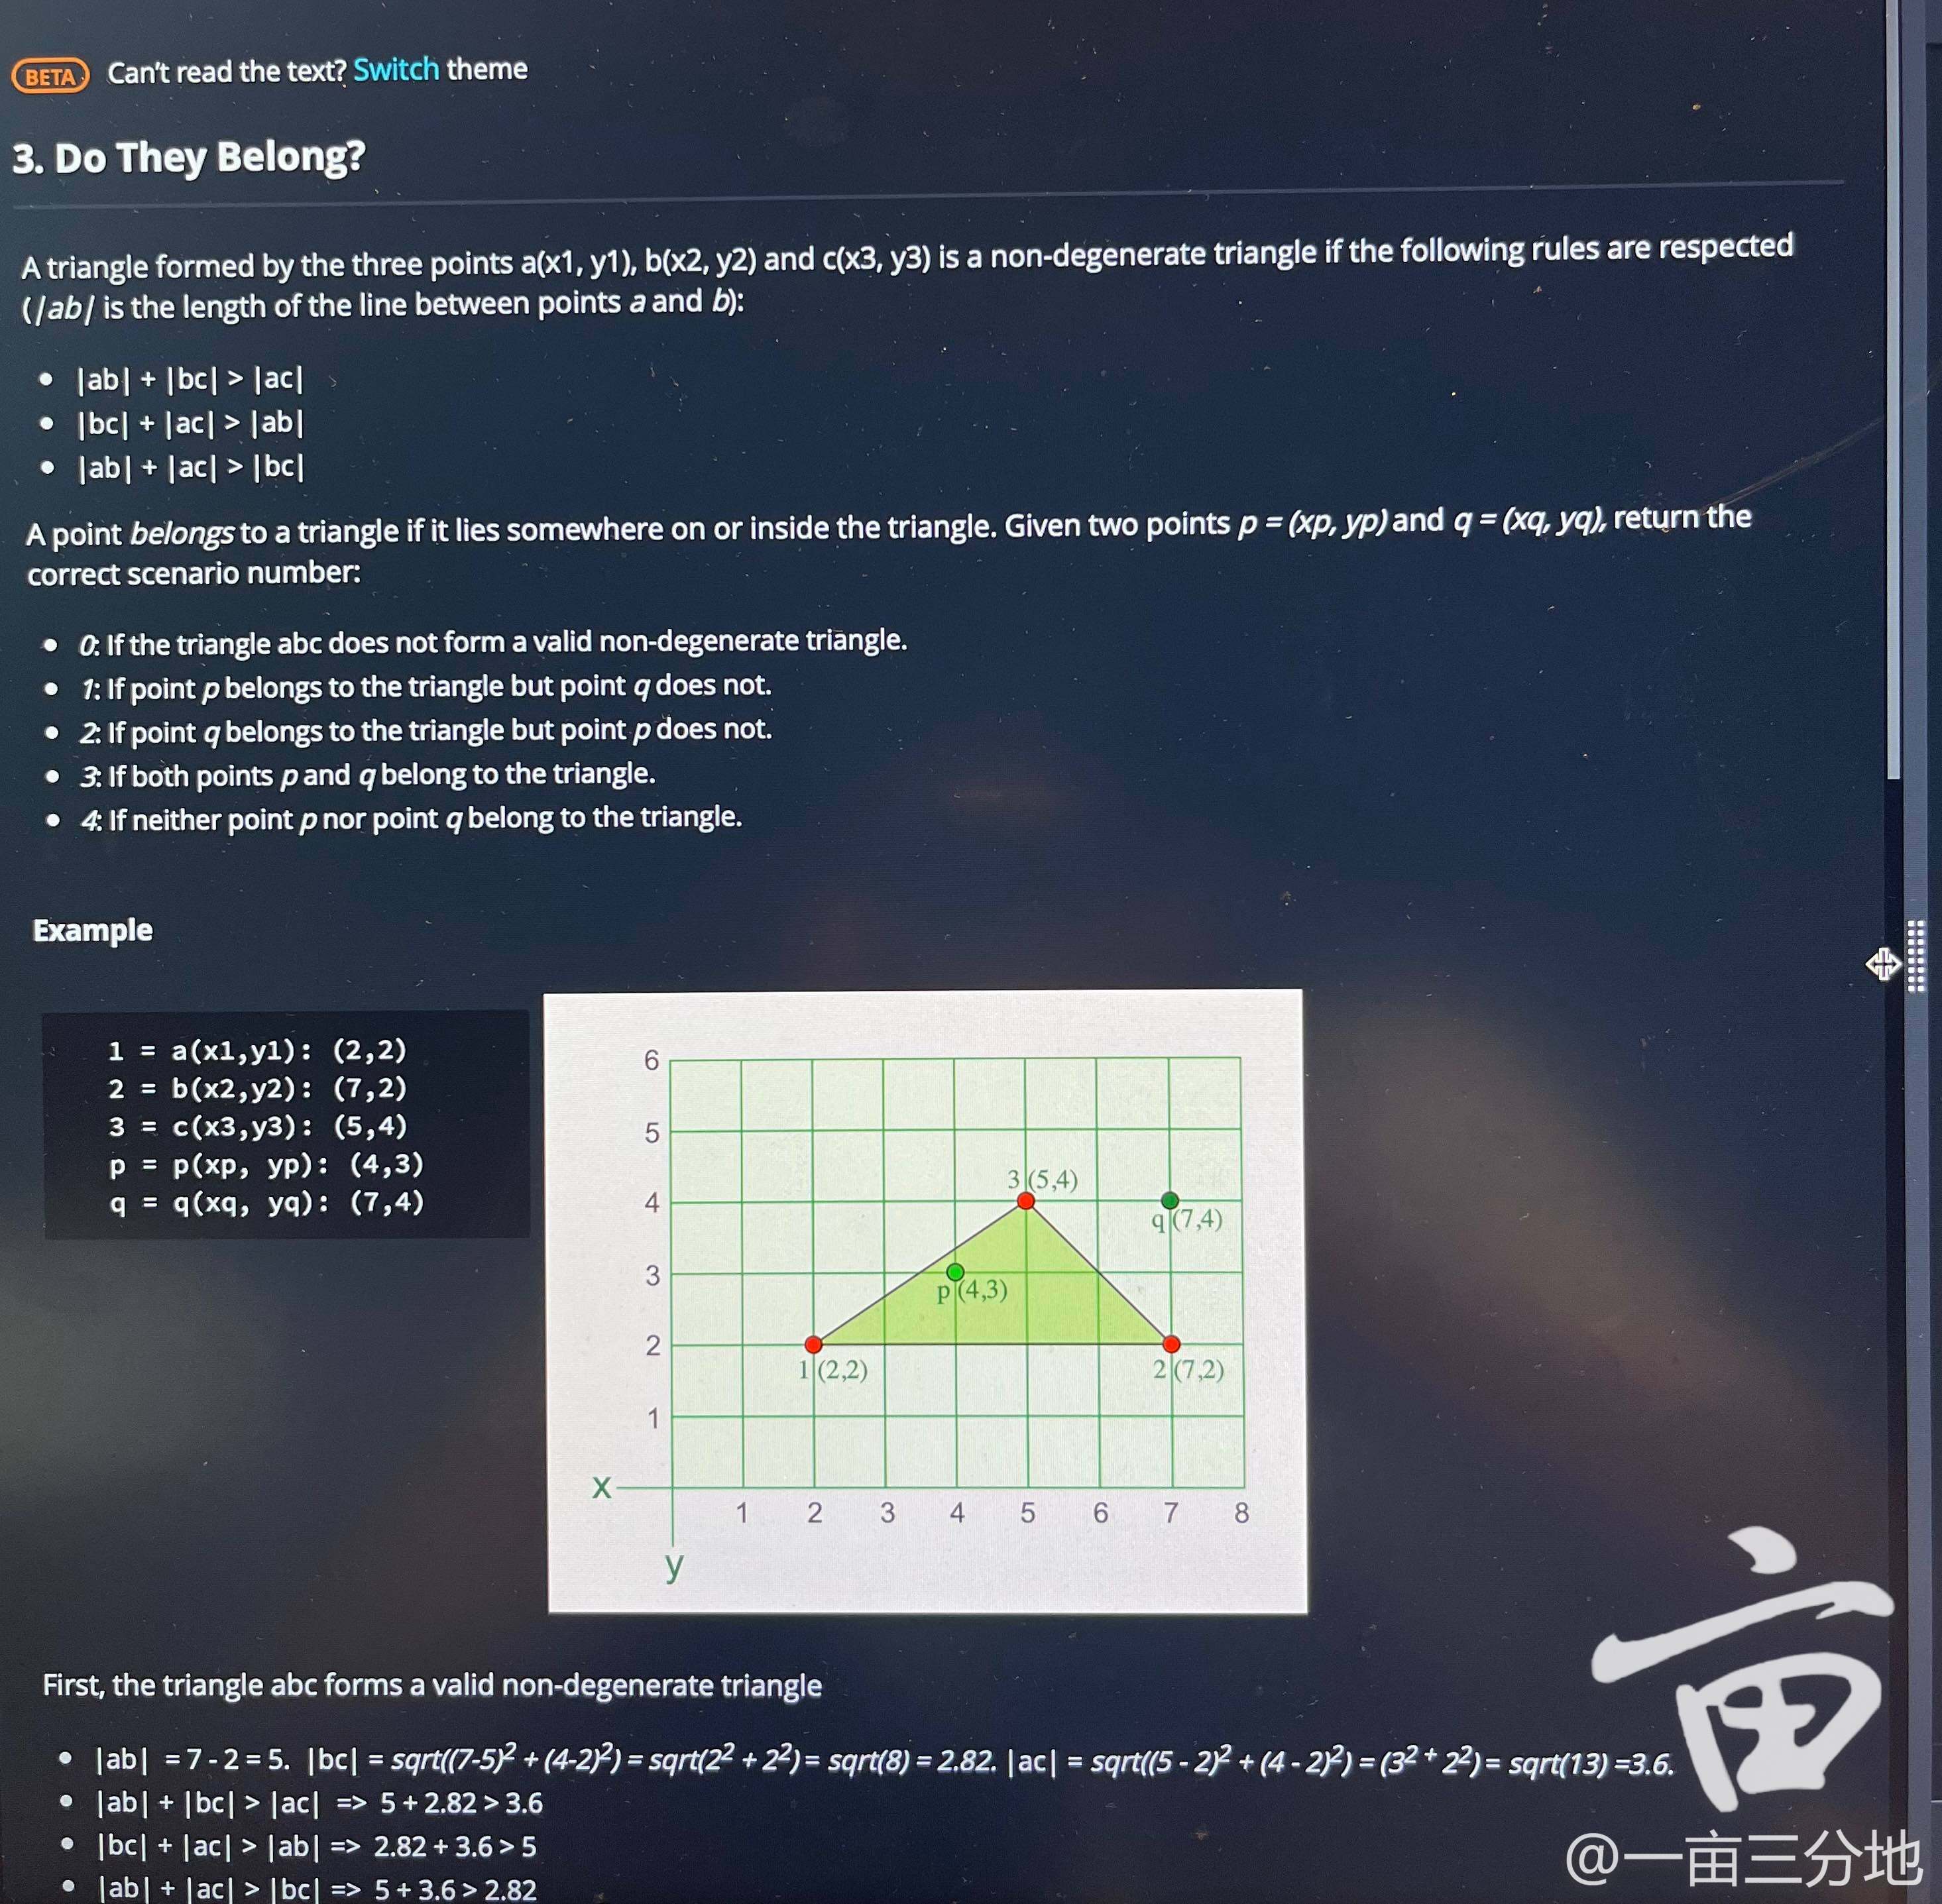 BETA Can't read the text? Switch theme
3. Do They Belong?
A triangle formed by the three points a(x1, y1), b(x2, y2) and c(x3, y3) is a non-degenerate triangle if the following rules are respected
(|ab| is the length of the line between points a and b):
• |ab| + |bc| > |ac|
• |bc| + |ac| > |ab|
• |ab| + |ac| > |bc|
A point belongs to a triangle if it lies somewhere on or inside the triangle. Given two points p = (xp, yp) and q = (xq, yq), return the
correct scenario number:
• 0: If the triangle abc does not form a valid non-degenerate triangle.
• 1: If point p belongs to the triangle but point q does not.
• 2: If point q belongs to the triangle but point p does not.
• 3: If both points p and q belong to the triangle.
• 4: If neither point p nor point q belong to the triangle.
Example
1 = a(x1,y1): (2,2)
2 = b(x2,y2): (7,2)
3 = c(x3,y3): (5,4)
p = p(xp, yp): (4,3)
q = q(xq, yq): (7,4)
6
5
3 (5,4)
4
q (7,4)
3
p (4,3)
2
1 (2,2) 2 (7,2)
1
x
1 2 3 4 5 6 7 8
y
First, the triangle abc forms a valid non-degenerate triangle
• |ab| = 7 - 2 = 5. |bc| = sqrt((7-5)² + (4-2)²) = sqrt(2² + 2²)= sqrt(8) = 2.82. |ac| = sqrt((5 - 2)² + (4 - 2)²) = (3² + 2²)= sqrt(13) =3.6.
• |ab| + |bc| > |ac| => 5 + 2.82 > 3.6
• |bc| + |ac| > |ab| => 2.82 + 3.6 > 5
• |ab| + |ac| > |bc| => 5 + 3.6 > 2.82
亩
@一亩三分地